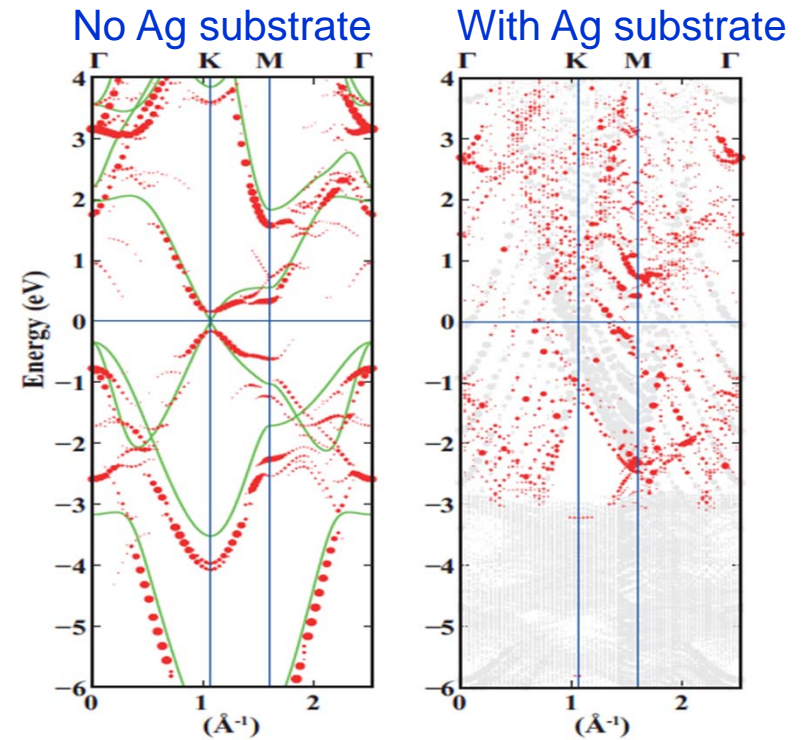 No Ag substrate With Ag substrate
Γ K M Γ Γ K M Γ
4 4
3 3
2 2
1 1
0 0
−1 −1
−2 −2
−3 −3
−4 −4
−5 −5
−6 −6
Energy (eV)
0 1 2 0 1 2
(Å⁻¹) (Å⁻¹)